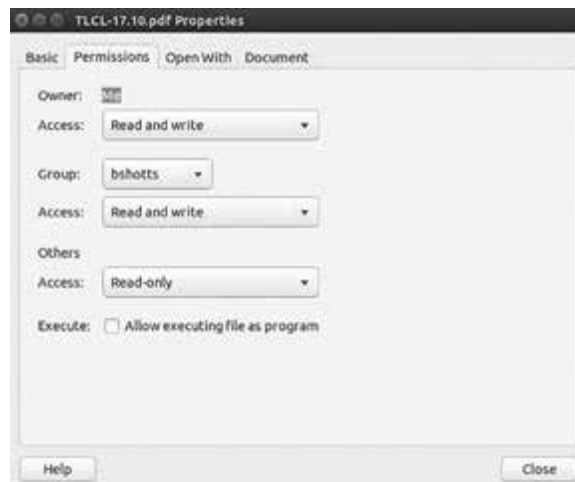 TLCL-17.10.pdf Properties
Basic Permissions Open With Document
Owner: Me
Access: Read and write
Group: bshotts
Access: Read and write
Others
Access: Read-only
Execute: Allow executing file as program
Help Close